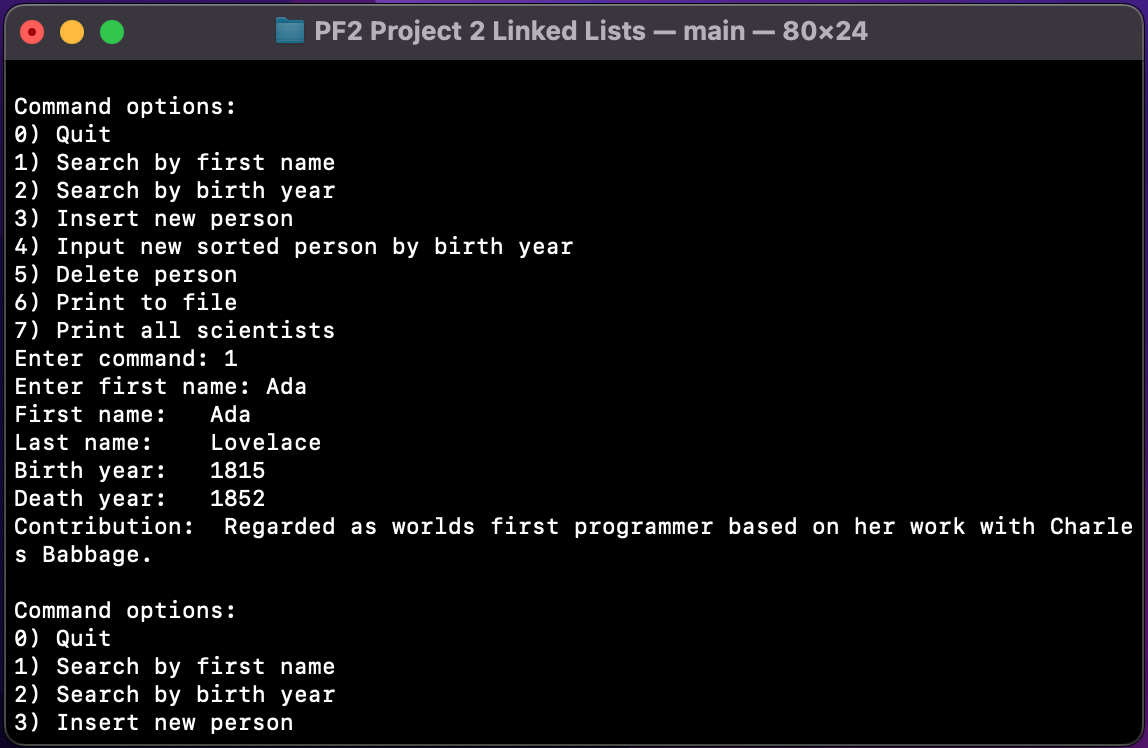 PF2 Project 2 Linked Lists — main — 80×24
Command options:
0) Quit
1) Search by first name
2) Search by birth year
3) Insert new person
4) Input new sorted person by birth year
5) Delete person
6) Print to file
7) Print all scientists
Enter command: 1
Enter first name: Ada
First name:   Ada
Last name:    Lovelace
Birth year:   1815
Death year:   1852
Contribution:  Regarded as worlds first programmer based on her work with Charle
s Babbage.
Command options:
0) Quit
1) Search by first name
2) Search by birth year
3) Insert new person